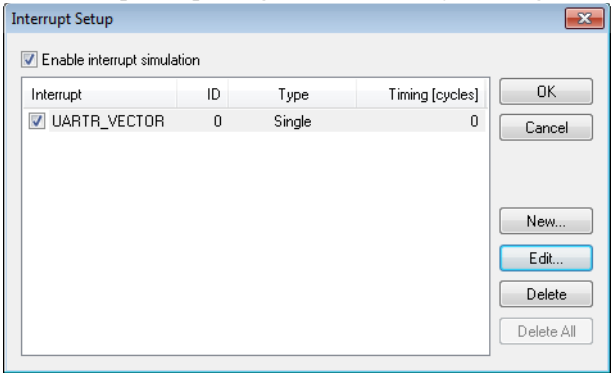 Interrupt Setup
Enable interrupt simulation
Interrupt ID Type Timing [cycles]
UARTR_VECTOR 0 Single 0
OK
Cancel
New...
Edit...
Delete
Delete All